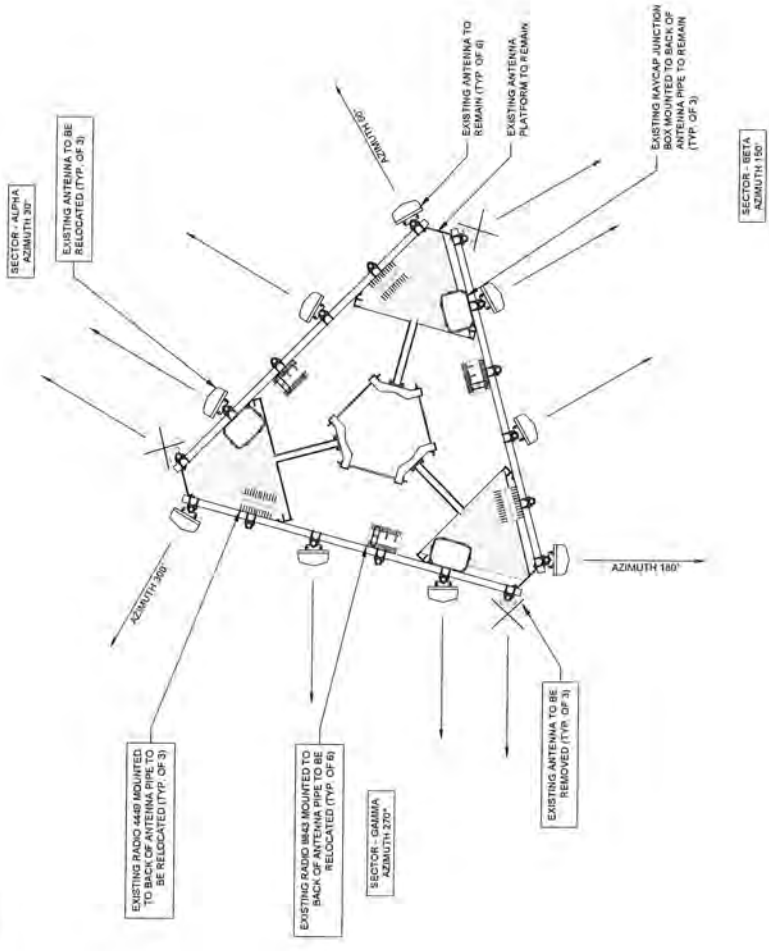 SECTOR - ALPHA
AZIMUTH 30°
EXISTING ANTENNA TO BE
RELOCATED (TYP. OF 3)
AZIMUTH 60°
EXISTING ANTENNA TO
REMAIN (TYP. OF 6)
EXISTING ANTENNA
PLATFORM TO REMAIN
EXISTING RAYCAP JUNCTION
BOX MOUNTED TO BACK OF
ANTENNA PIPE TO REMAIN
(TYP. OF 3)
SECTOR - BETA
AZIMUTH 150°
AZIMUTH 300°
AZIMUTH 180°
EXISTING RADIO 4449 MOUNTED
TO BACK OF ANTENNA PIPE TO
BE RELOCATED (TYP. OF 3)
EXISTING RADIO 8843 MOUNTED TO
BACK OF ANTENNA PIPE TO BE
RELOCATED (TYP. OF 6)
SECTOR - GAMMA
AZIMUTH 270°
EXISTING ANTENNA TO BE
REMOVED (TYP. OF 3)